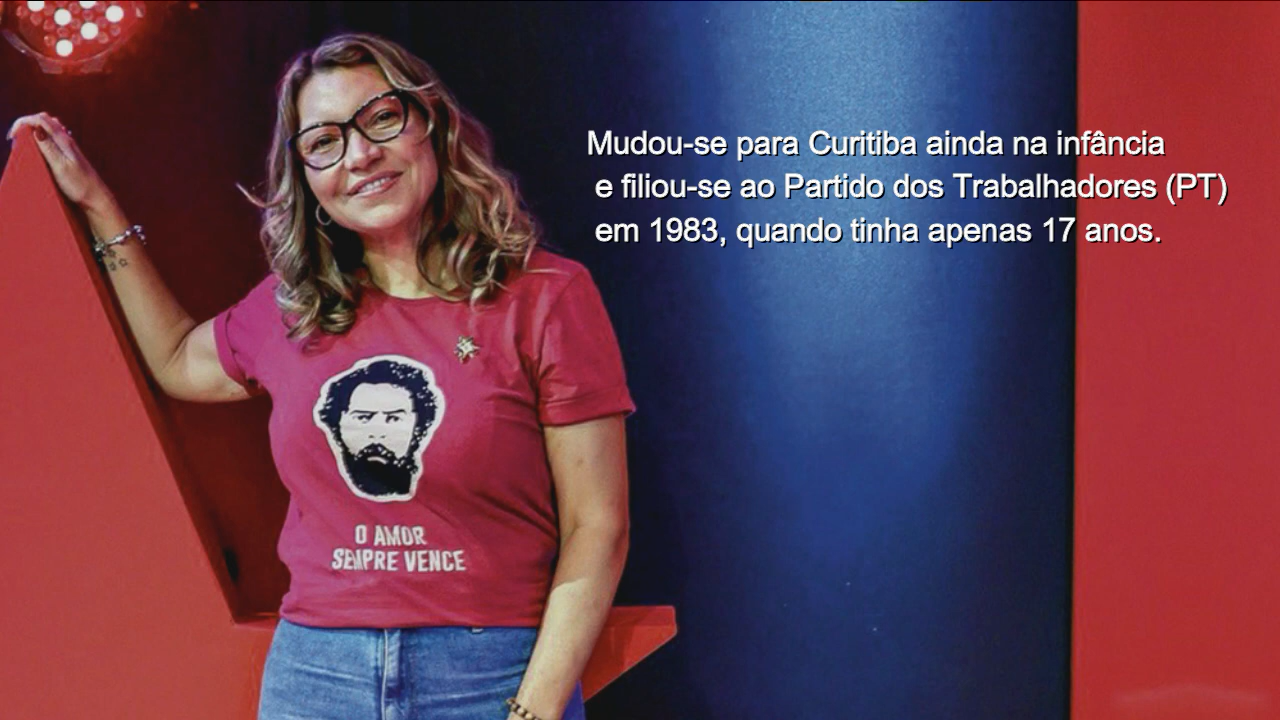 Mudou-se para Curitiba ainda na infância
e filiou-se ao Partido dos Trabalhadores (PT)
em 1983, quando tinha apenas 17 anos.
O AMOR
SEMPRE VENCE